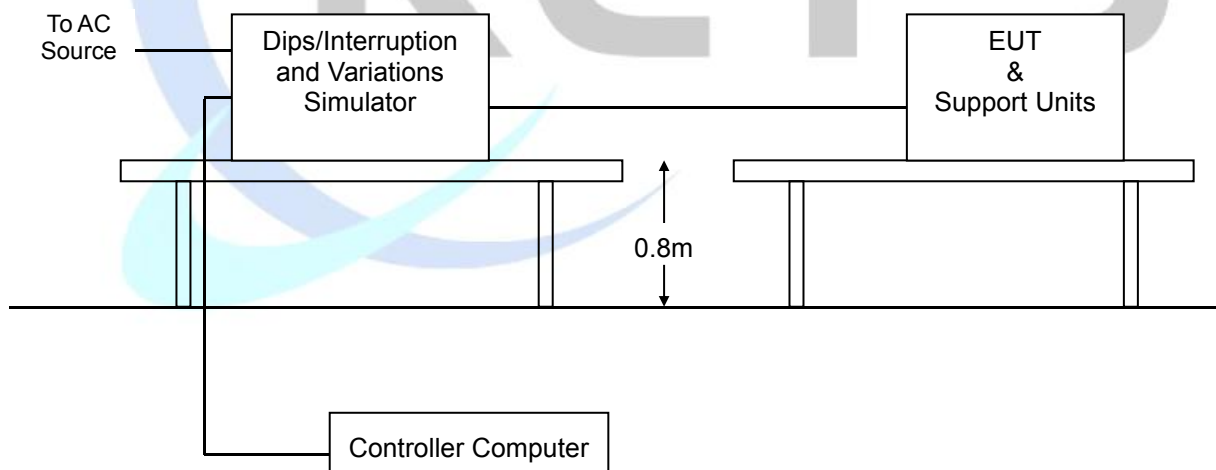 To AC
Source
Dips/Interruption
and Variations
Simulator
EUT
&
Support Units
0.8m
Controller Computer